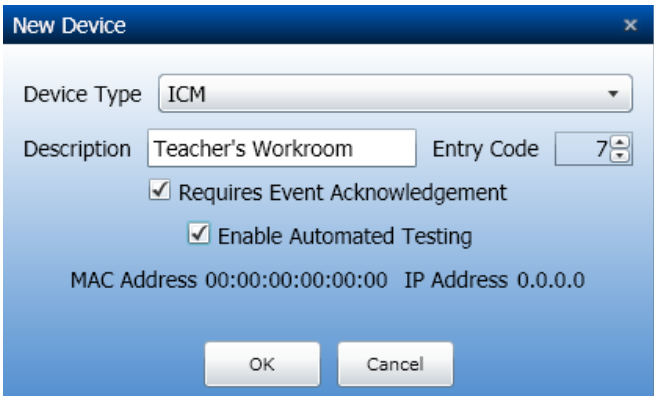 New Device
Device Type ICM
Description Teacher's Workroom Entry Code 7
Requires Event Acknowledgement
Enable Automated Testing
MAC Address 00:00:00:00:00:00 IP Address 0.0.0.0
OK Cancel